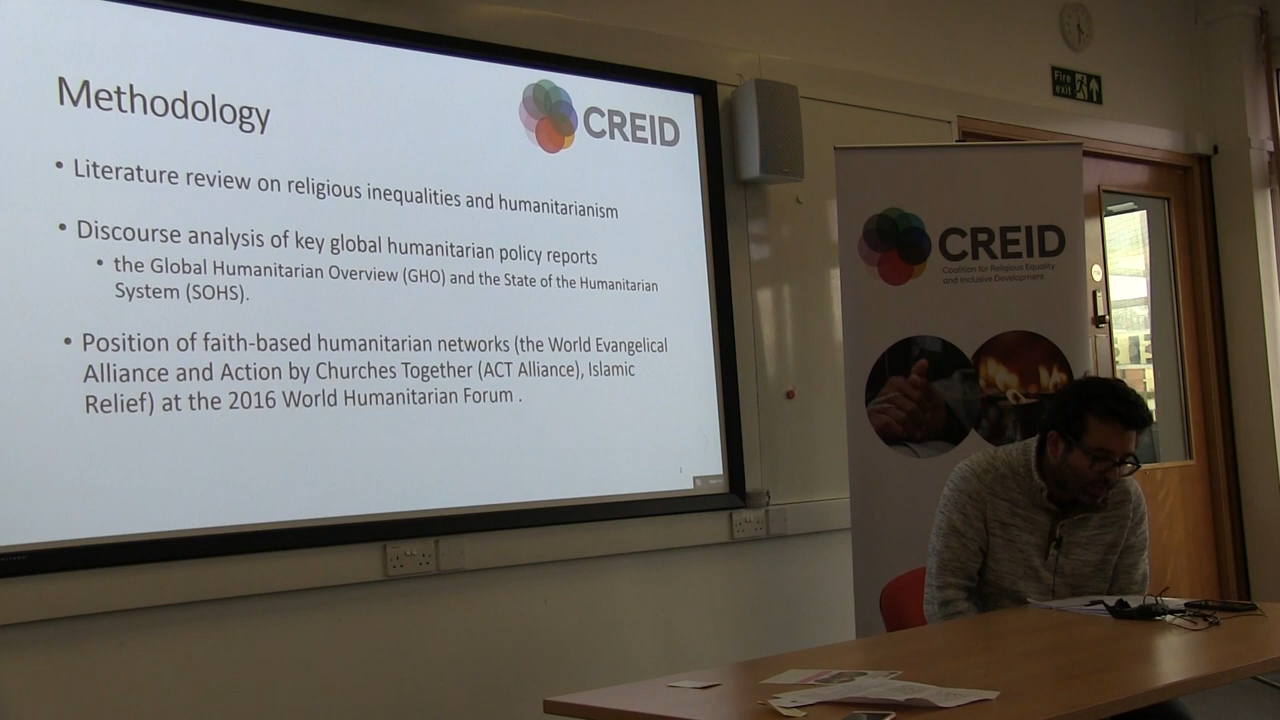 Methodology
CREID
• Literature review on religious inequalities and humanitarianism
• Discourse analysis of key global humanitarian policy reports
• the Global Humanitarian Overview (GHO) and the State of the Humanitarian
System (SOHS).
• Position of faith-based humanitarian networks (the World Evangelical
Alliance and Action by Churches Together (ACT Alliance), Islamic
Relief) at the 2016 World Humanitarian Forum .
1
Fire
exit
CREID
Coalition for Religious Equality
and Inclusive Development